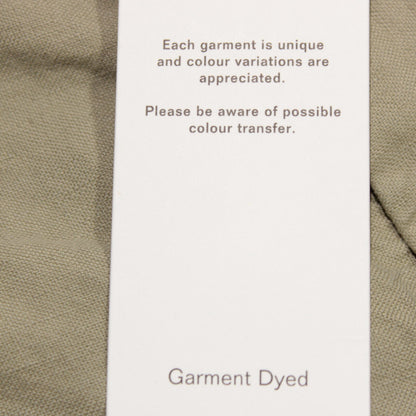 Each garment is unique
and colour variations are
appreciated.
Please be aware of possible
colour transfer.
Garment Dyed